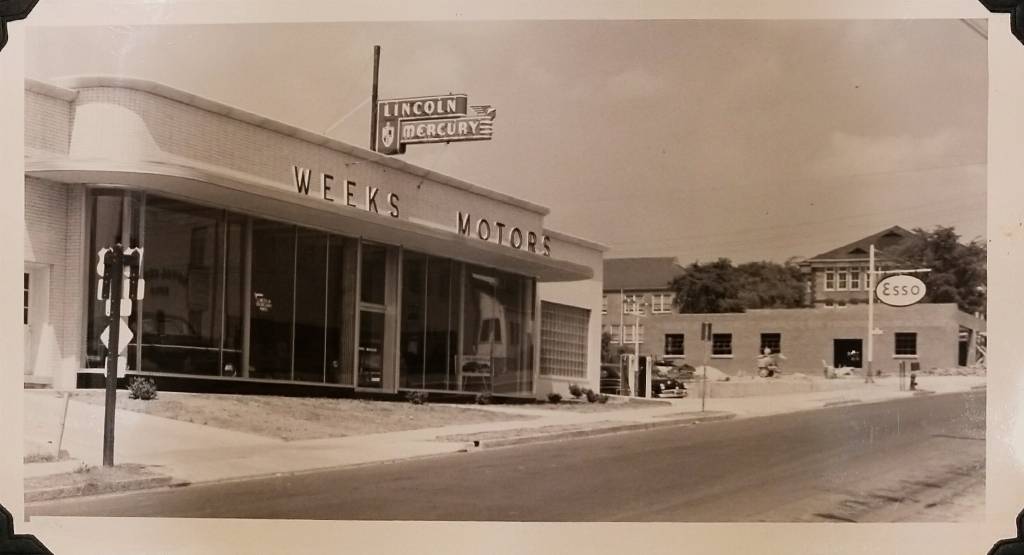 LINCOLN
MERCURY
WEEKS MOTORS
ESSO